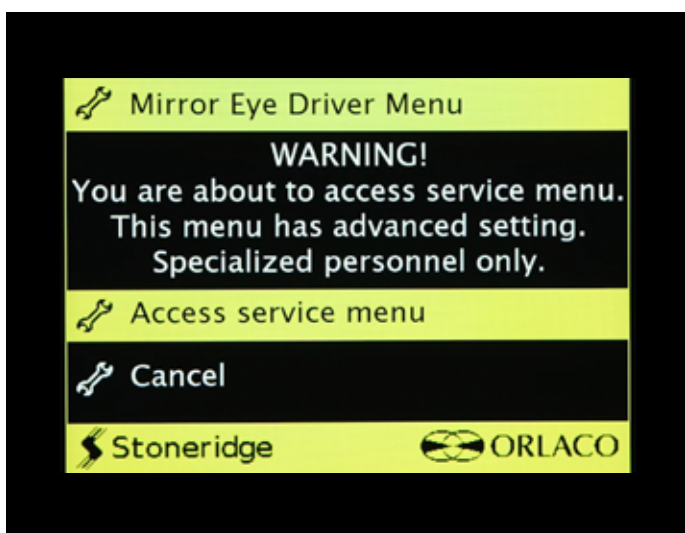 Mirror Eye Driver Menu
WARNING!
You are about to access service menu.
This menu has advanced setting.
Specialized personnel only.
Access service menu
Cancel
Stoneridge ORLACO